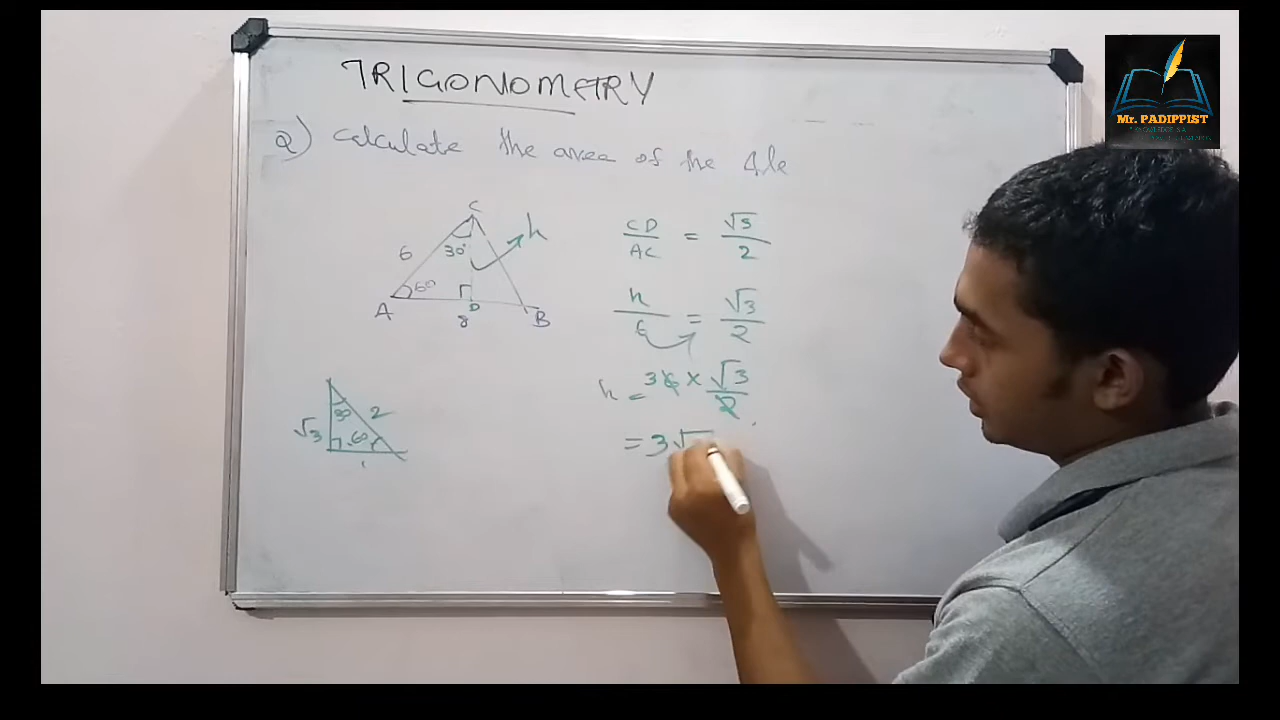 TRIGONOMETRY
Q) Calculate the area of the Δle
C
6
30°
h
60°
A
D
8
B
30
2
√3
60
1
CD/AC = √3/2
h/6 = √3/2
h = 3 6 × √3/2
= 3√
Mr. PADIPPIST